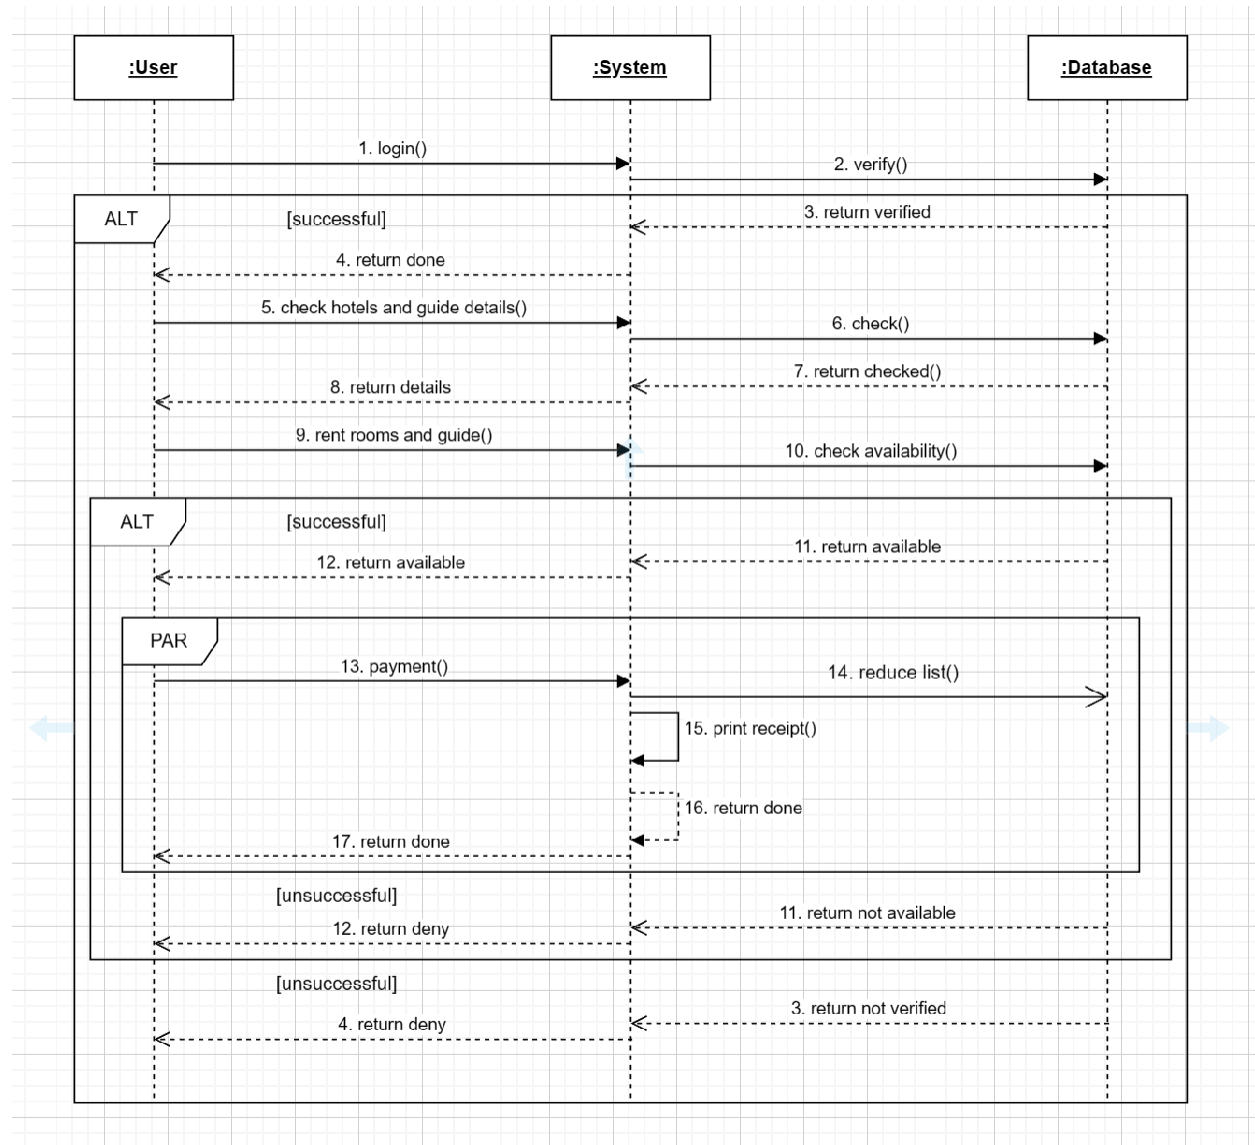 :User
:System
:Database
1. login()
2. verify()
ALT
[successful]
3. return verified
4. return done
5. check hotels and guide details()
6. check()
7. return checked()
8. return details
9. rent rooms and guide()
10. check availability()
ALT
[successful]
11. return available
12. return available
PAR
13. payment()
14. reduce list()
15. print receipt()
16. return done
17. return done
[unsuccessful]
11. return not available
12. return deny
[unsuccessful]
3. return not verified
4. return deny